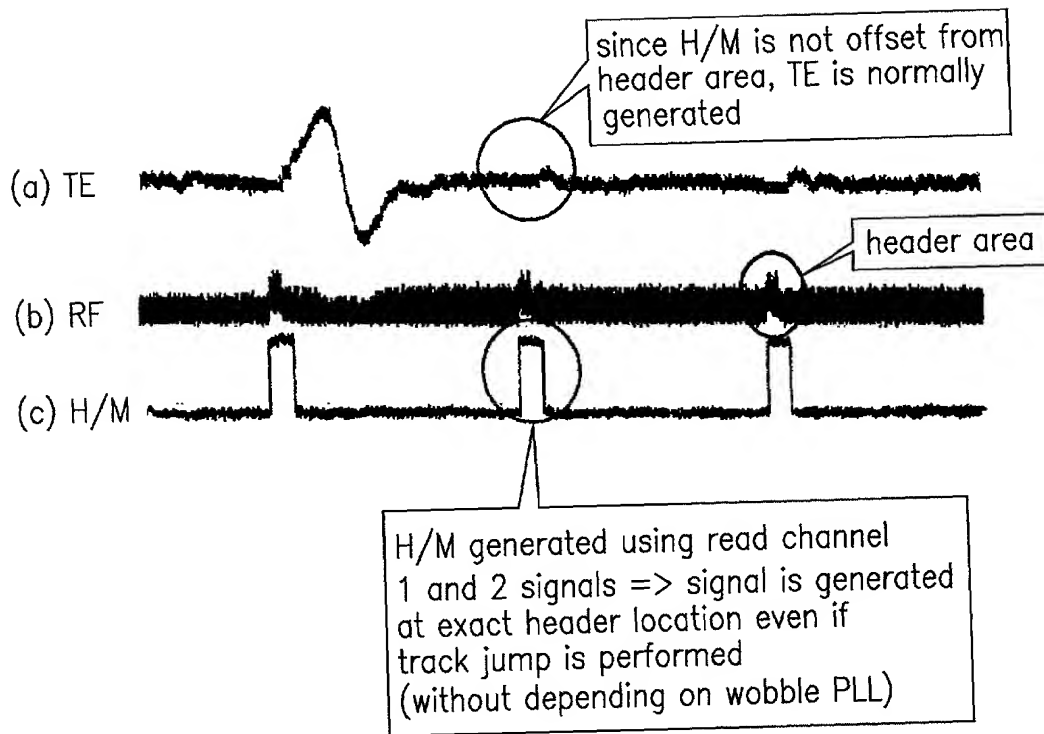 since H/M is not offset from
header area, TE is normally
generated
(a) TE
header area
(b) RF
(c) H/M
H/M generated using read channel
1 and 2 signals => signal is generated
at exact header location even if
track jump is performed
(without depending on wobble PLL)